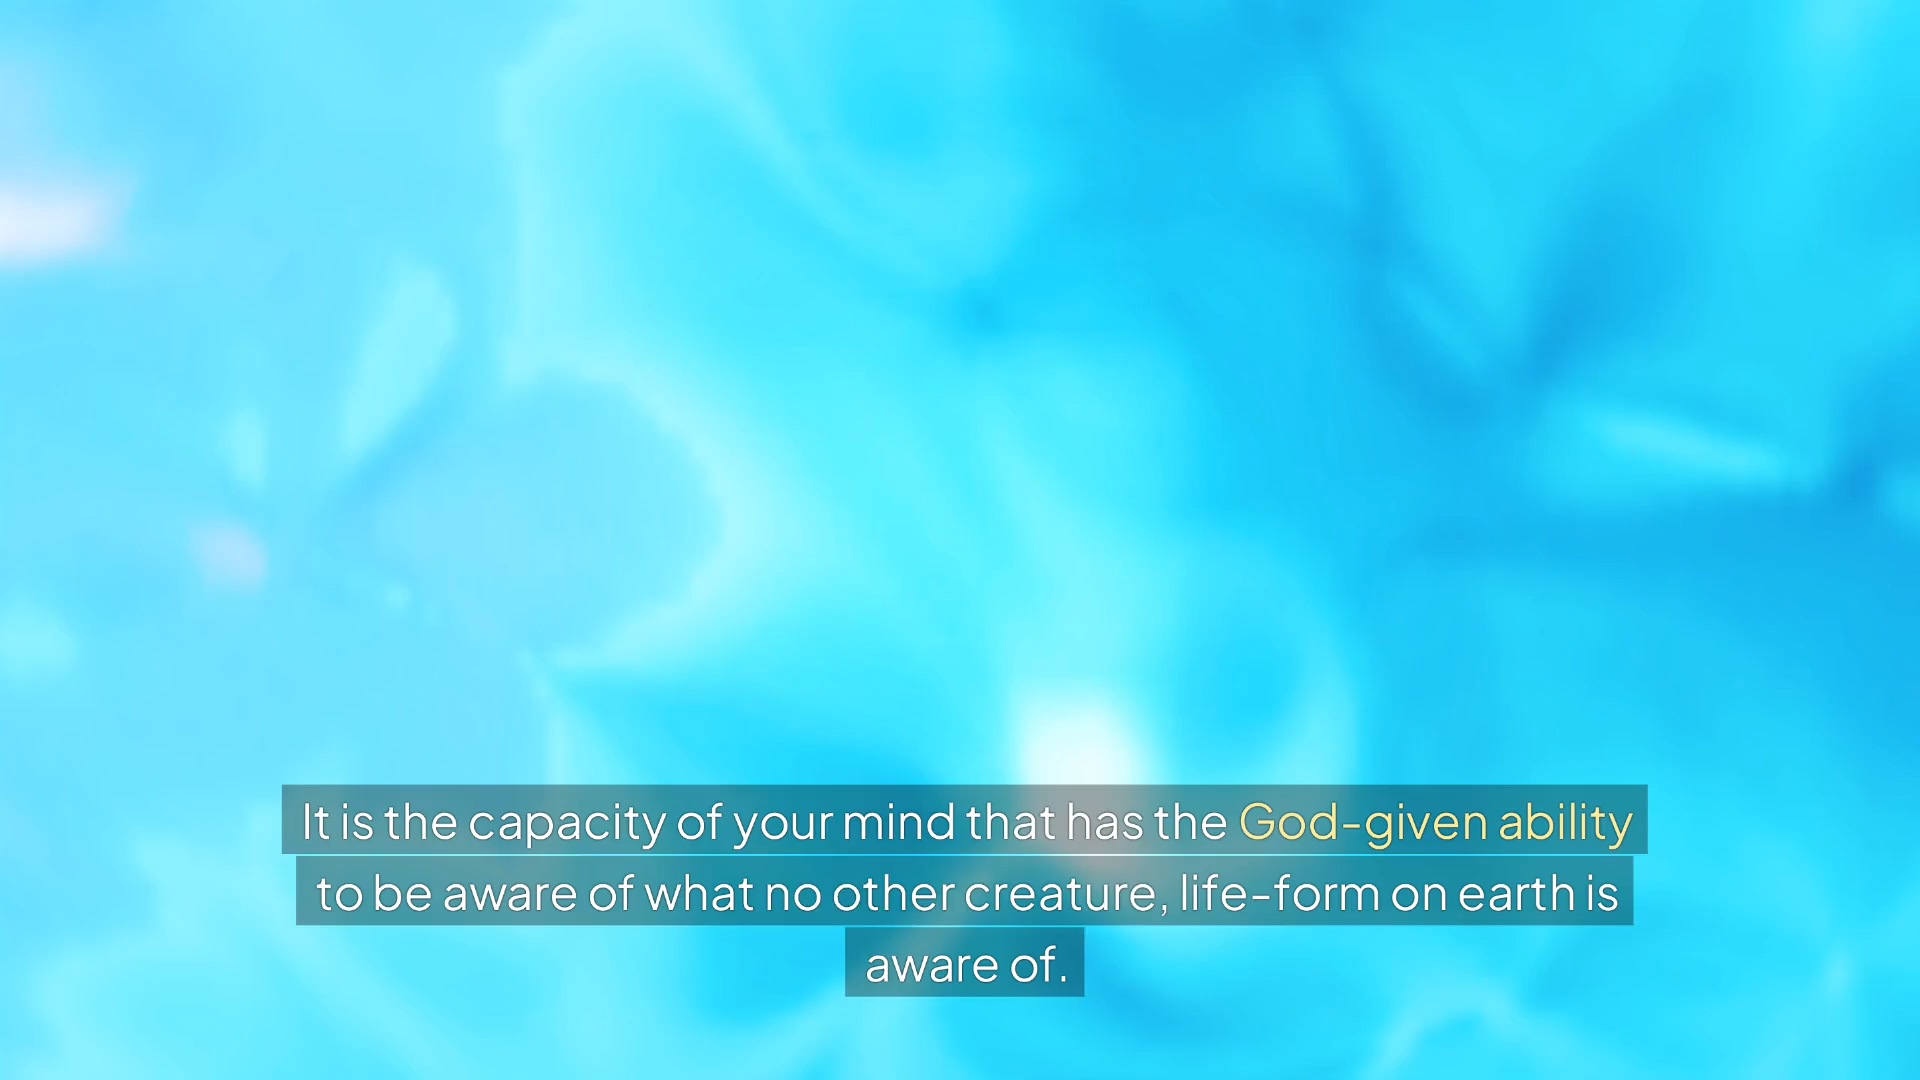 It is the capacity of your mind that has the God-given ability
to be aware of what no other creature, life-form on earth is
aware of.